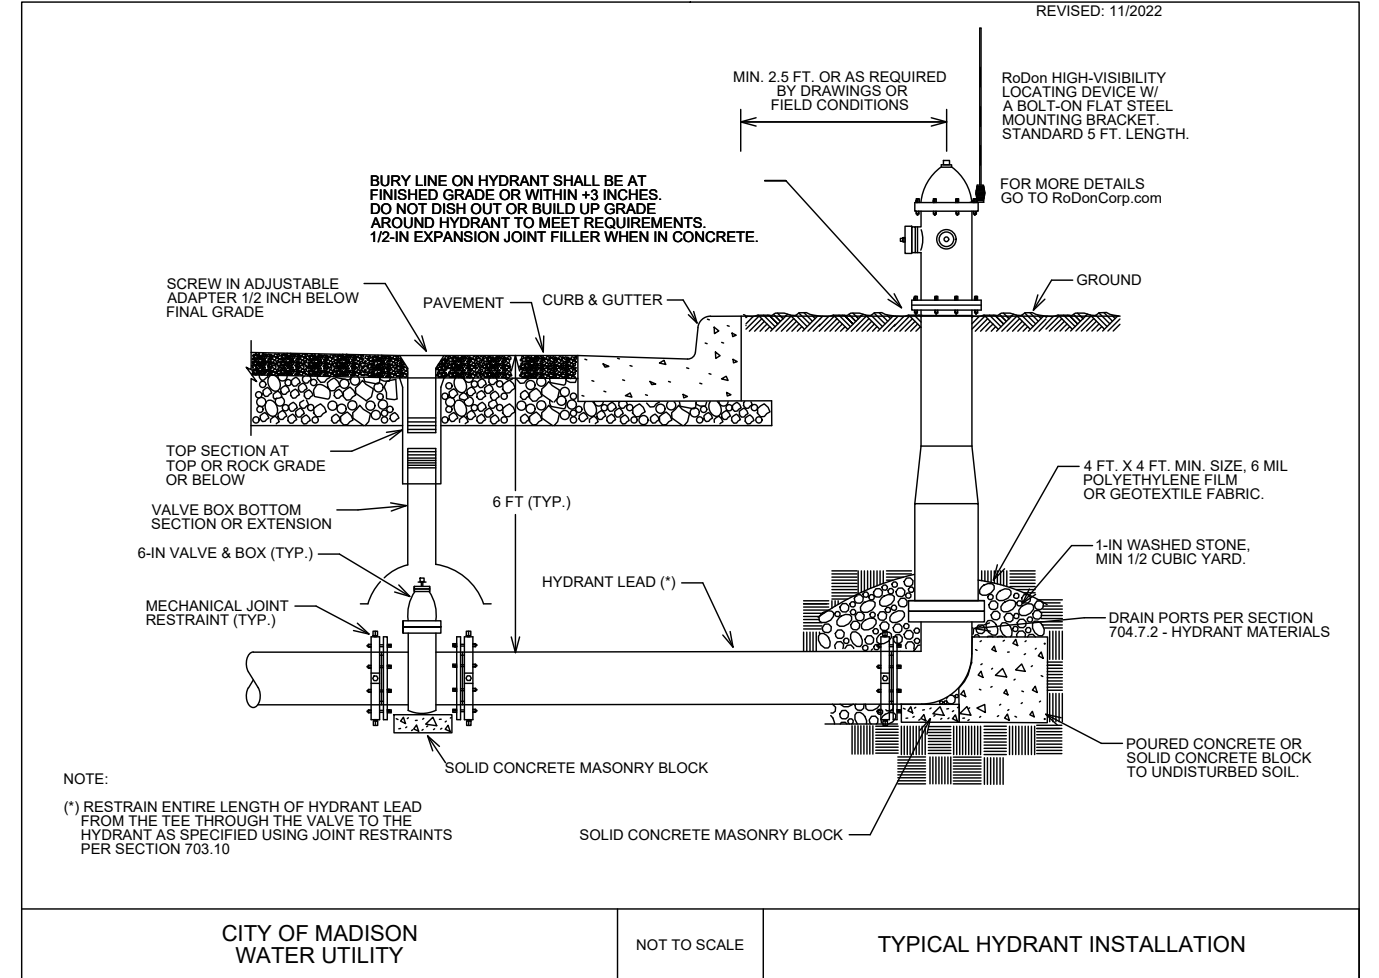 REVISED: 11/2022
MIN. 2.5 FT. OR AS REQUIRED
BY DRAWINGS OR
FIELD CONDITIONS
RoDon HIGH-VISIBILITY
LOCATING DEVICE W/
A BOLT-ON FLAT STEEL
MOUNTING BRACKET.
STANDARD 5 FT. LENGTH.
FOR MORE DETAILS
GO TO RoDonCorp.com
BURY LINE ON HYDRANT SHALL BE AT
FINISHED GRADE OR WITHIN +3 INCHES.
DO NOT DISH OUT OR BUILD UP GRADE
AROUND HYDRANT TO MEET REQUIREMENTS.
1/2-IN EXPANSION JOINT FILLER WHEN IN CONCRETE.
SCREW IN ADJUSTABLE
ADAPTER 1/2 INCH BELOW
FINAL GRADE
PAVEMENT
CURB & GUTTER
GROUND
TOP SECTION AT
TOP OR ROCK GRADE
OR BELOW
VALVE BOX BOTTOM
SECTION OR EXTENSION
6-IN VALVE & BOX (TYP.)
MECHANICAL JOINT
RESTRAINT (TYP.)
6 FT (TYP.)
HYDRANT LEAD (*)
4 FT. X 4 FT. MIN. SIZE, 6 MIL
POLYETHYLENE FILM
OR GEOTEXTILE FABRIC.
1-IN WASHED STONE,
MIN 1/2 CUBIC YARD.
DRAIN PORTS PER SECTION
704.7.2 - HYDRANT MATERIALS
POURED CONCRETE OR
SOLID CONCRETE BLOCK
TO UNDISTURBED SOIL.
SOLID CONCRETE MASONRY BLOCK
SOLID CONCRETE MASONRY BLOCK
NOTE:
(*) RESTRAIN ENTIRE LENGTH OF HYDRANT LEAD
FROM THE TEE THROUGH THE VALVE TO THE
HYDRANT AS SPECIFIED USING JOINT RESTRAINTS
PER SECTION 703.10
CITY OF MADISON
WATER UTILITY
NOT TO SCALE
TYPICAL HYDRANT INSTALLATION